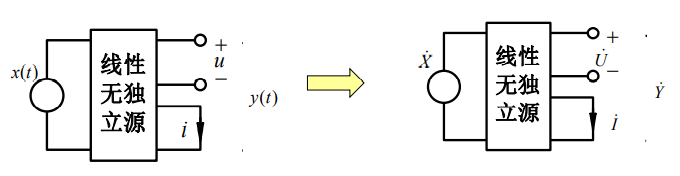 x(t)
线性
无独
立源
+
u
−
i
y(t)
Ẋ
线性
无独
立源
+
U̇
−
İ
Ẏ